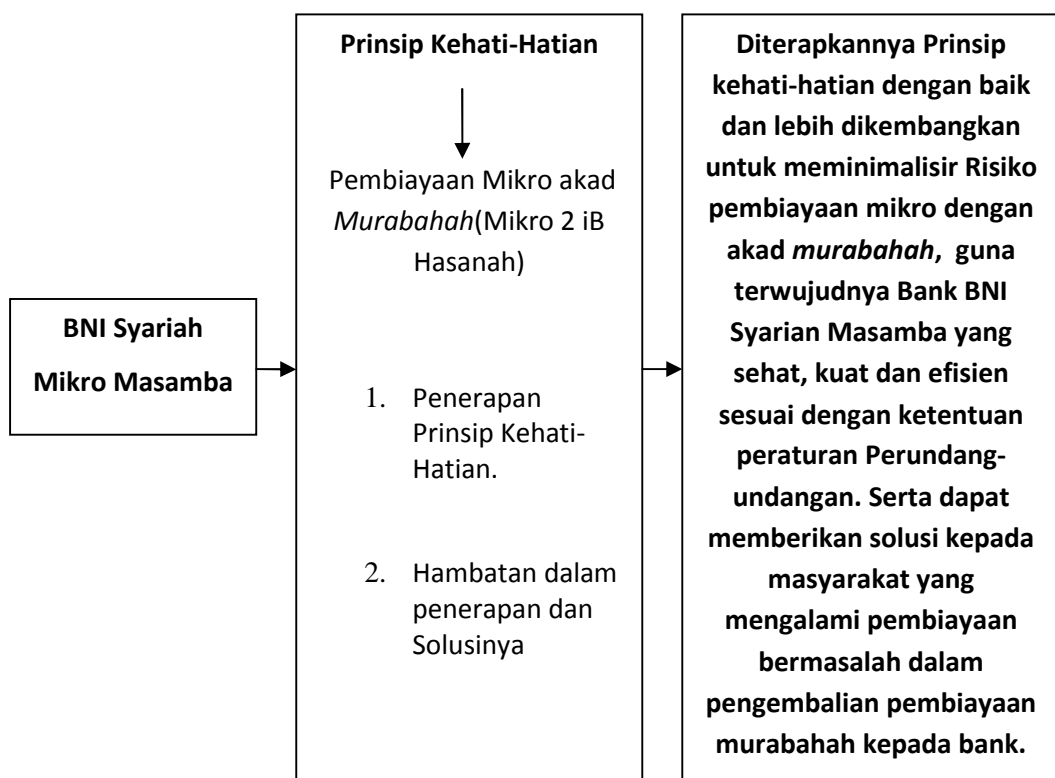 BNI Syariah
Mikro Masamba
Prinsip Kehati-Hatian
Pembiayaan Mikro akad
Murabahah(Mikro 2 iB
Hasanah)
1. Penerapan
Prinsip Kehati-
Hatian.
2. Hambatan dalam
penerapan dan
Solusinya
Diterapkannya Prinsip
kehati-hatian dengan baik
dan lebih dikembangkan
untuk meminimalisir Risiko
pembiayaan mikro dengan
akad murabahah, guna
terwujudnya Bank BNI
Syarian Masamba yang
sehat, kuat dan efisien
sesuai dengan ketentuan
peraturan Perundang-
undangan. Serta dapat
memberikan solusi kepada
masyarakat yang
mengalami pembiayaan
bermasalah dalam
pengembalian pembiayaan
murabahah kepada bank.